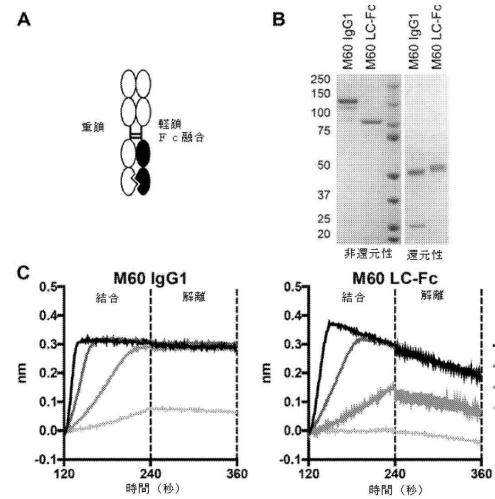 A
重鎖
軽鎖
Fc融合
B
M60 IgG1
M60 LC-Fc
M60 IgG1
M60 LC-Fc
250
150
100
75
50
37
25
20
非還元性
還元性
C
M60 IgG1
結合
解離
nm
0.5
0.4
0.3
0.2
0.1
0.0
-0.1
120
240
360
時間（秒）
M60 LC-Fc
結合
解離
nm
0.5
0.4
0.3
0.2
0.1
0.0
-0.1
120
240
360
時間（秒）